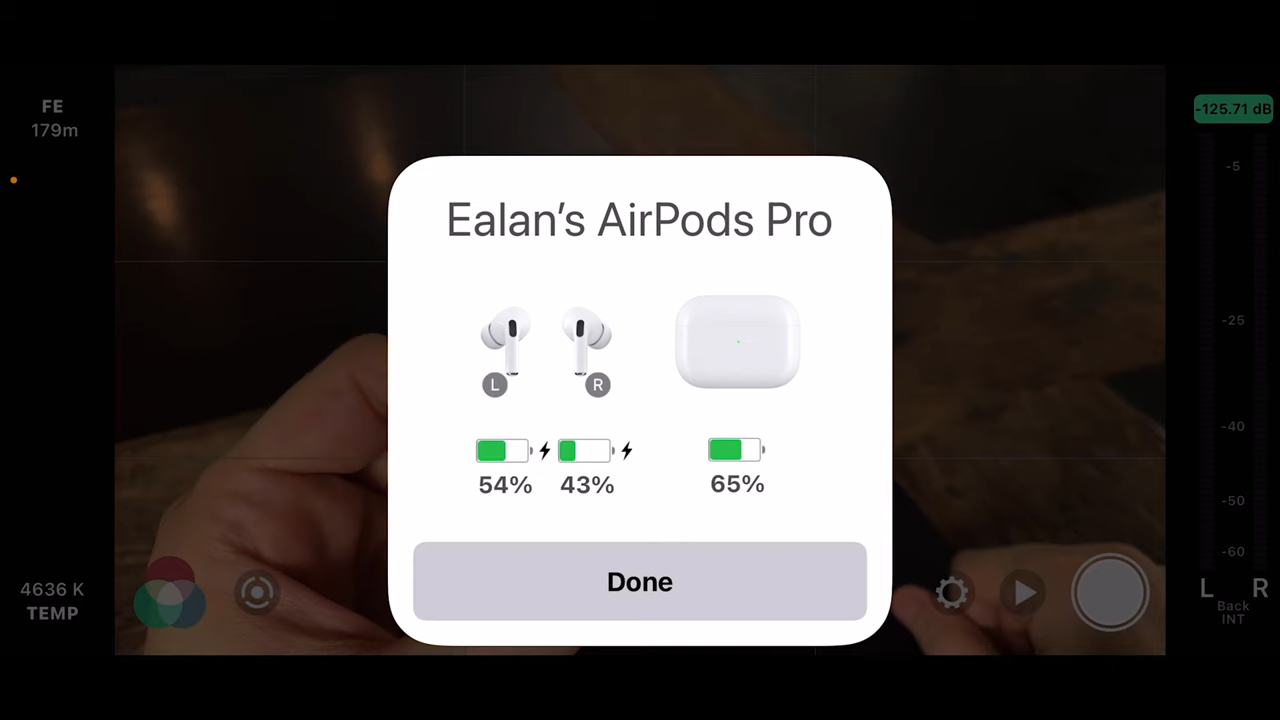 FE
179m
-125.71 dB
-5
Ealan's AirPods Pro
-25
L
R
-40
54%
43%
65%
-50
-60
Done
4636 K
TEMP
L
R
Back
INT